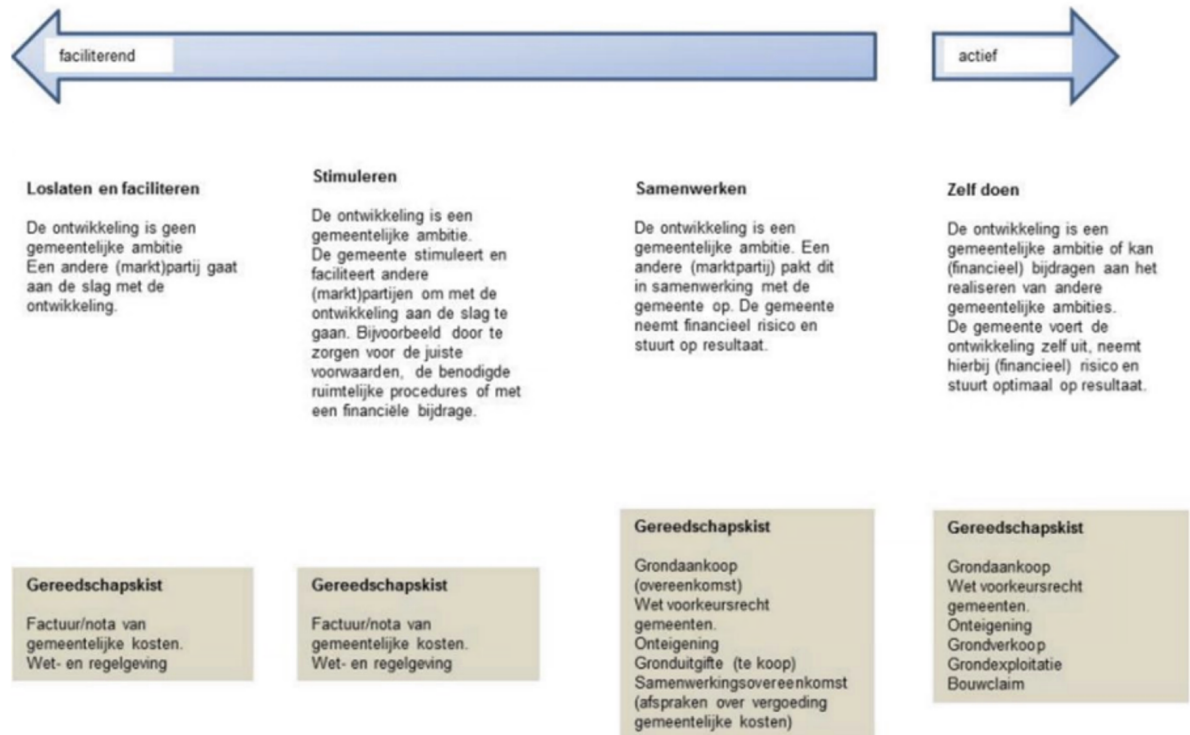 faciliterend
actief
Loslaten en faciliteren
De ontwikkeling is geen
gemeentelijke ambitie
Een andere (markt)partij gaat
aan de slag met de
ontwikkeling.
Stimuleren
De ontwikkeling is een
gemeentelijke ambitie.
De gemeente stimuleert en
faciliteert andere
(markt)partijen om met de
ontwikkeling aan de slag te
gaan. Bijvoorbeeld door te
zorgen voor de juiste
voorwaarden, de benodigde
ruimtelijke procedures of met
een financiële bijdrage.
Samenwerken
De ontwikkeling is een
gemeentelijke ambitie. Een
andere (marktpartij) pakt dit
in samenwerking met de
gemeente op. De gemeente
neemt financieel risico en
stuurt op resultaat.
Zelf doen
De ontwikkeling is een
gemeentelijke ambitie of kan
(financieel) bijdragen aan het
realiseren van andere
gemeentelijke ambities.
De gemeente voert de
ontwikkeling zelf uit, neemt
hierbij (financieel) risico en
stuurt optimaal op resultaat.
Gereedschapskist
Factuur/nota van
gemeentelijke kosten.
Wet- en regelgeving
Gereedschapskist
Factuur/nota van
gemeentelijke kosten.
Wet- en regelgeving
Gereedschapskist
Grondaankoop
(overeenkomst)
Wet voorkeursrecht
gemeenten.
Onteigening
Gronduitgifte (te koop)
Samenwerkingsovereenkomst
(afspraken over vergoeding
gemeentelijke kosten)
Gereedschapskist
Grondaankoop
Wet voorkeursrecht
gemeenten.
Onteigening
Grondverkoop
Grondexploitatie
Bouwclaim